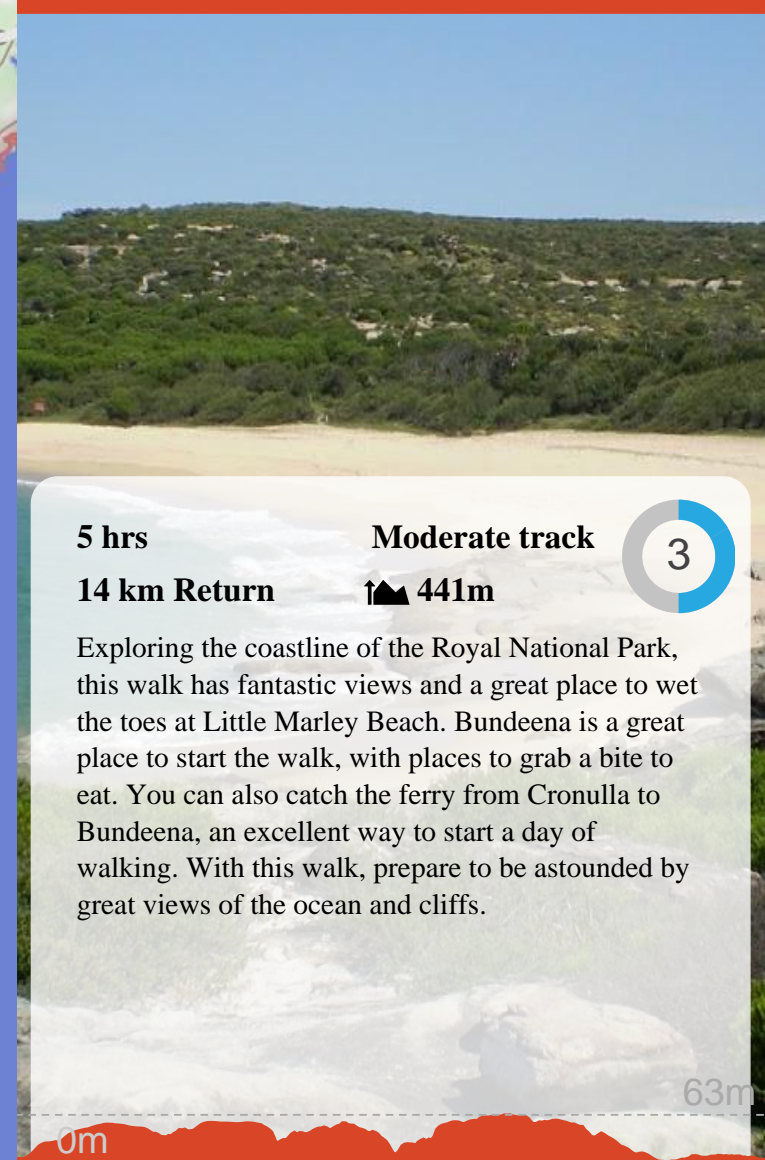 5 hrs
Moderate track
3
14 km Return
441m
Exploring the coastline of the Royal National Park,
this walk has fantastic views and a great place to wet
the toes at Little Marley Beach. Bundeena is a great
place to start the walk, with places to grab a bite to
eat. You can also catch the ferry from Cronulla to
Bundeena, an excellent way to start a day of
walking. With this walk, prepare to be astounded by
great views of the ocean and cliffs.
63m
0m